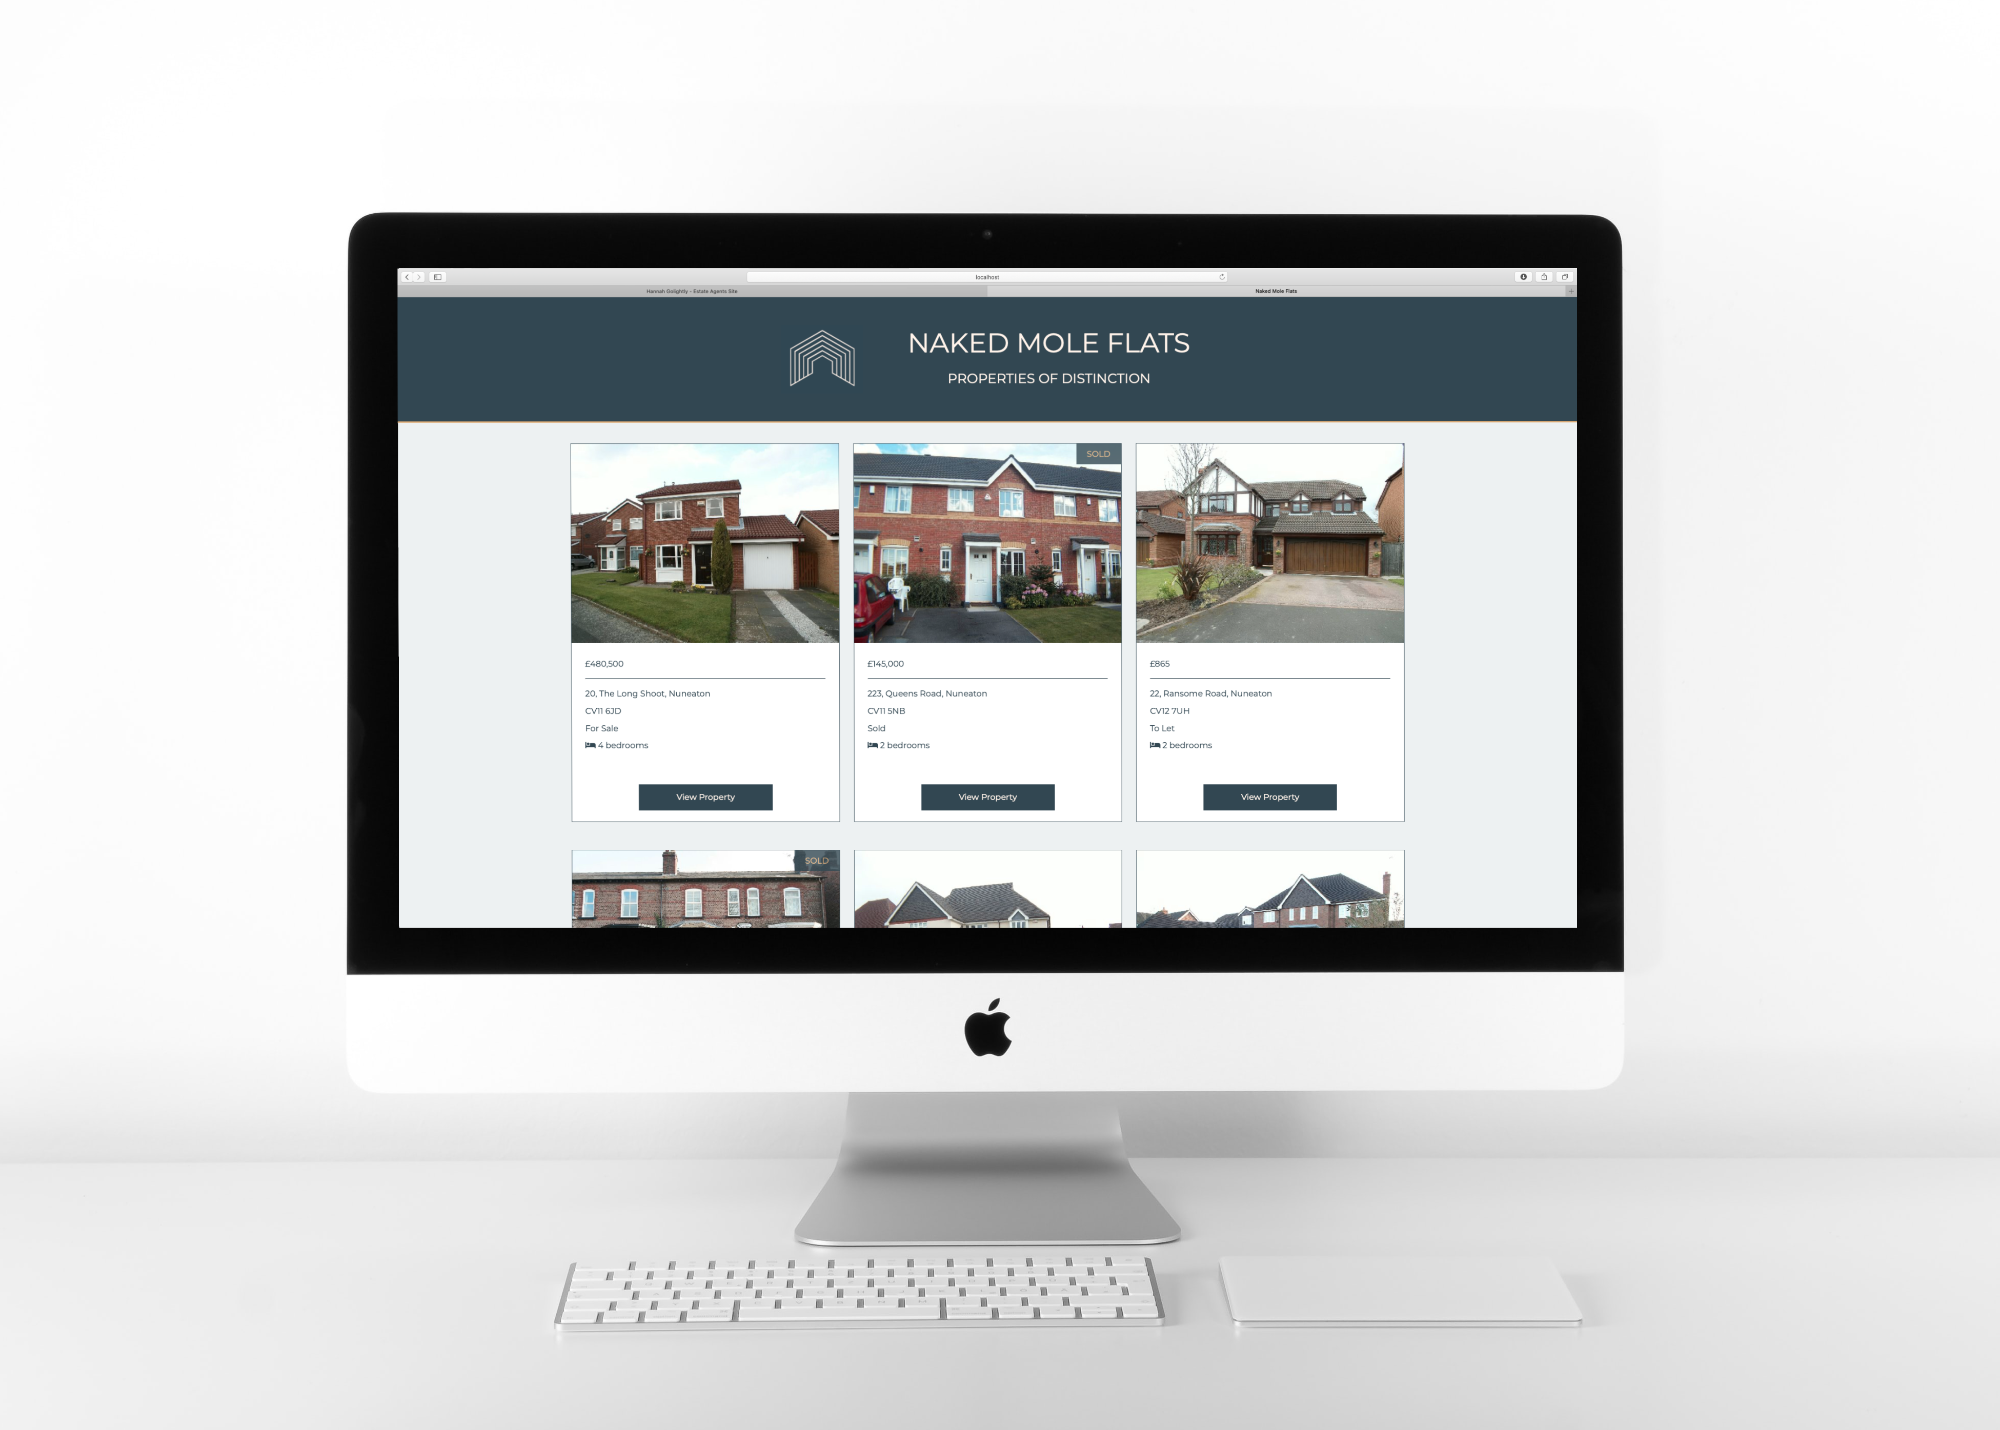 localhost
Hannah Golightly - Estate Agents Site
Naked Mole Flats
NAKED MOLE FLATS
PROPERTIES OF DISTINCTION
SOLD
£480,500
20, The Long Shoot, Nuneaton
CV11 6JD
For Sale
4 bedrooms
View Property
£145,000
223, Queens Road, Nuneaton
CV11 5NB
Sold
2 bedrooms
View Property
£865
22, Ransome Road, Nuneaton
CV12 7UH
To Let
2 bedrooms
View Property
SOLD